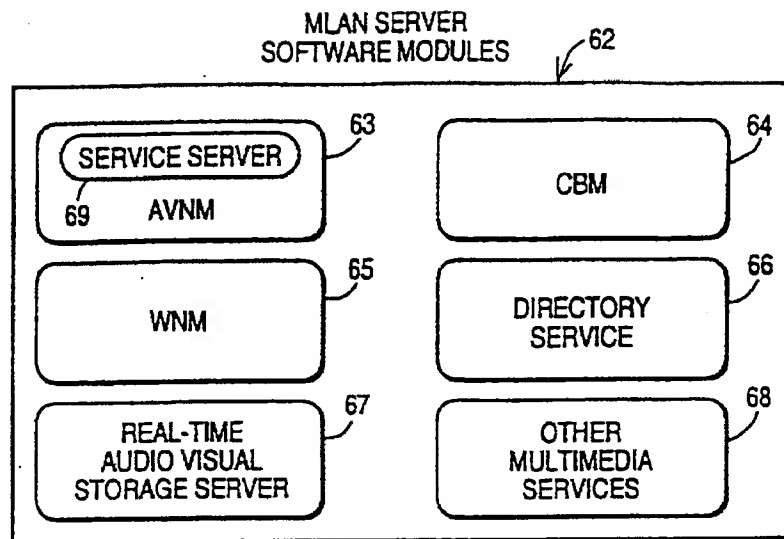 MLAN SERVER
SOFTWARE MODULES
62
63
SERVICE SERVER
69
AVNM
64
CBM
65
WNM
66
DIRECTORY
SERVICE
67
REAL-TIME
AUDIO VISUAL
STORAGE SERVER
68
OTHER
MULTIMEDIA
SERVICES